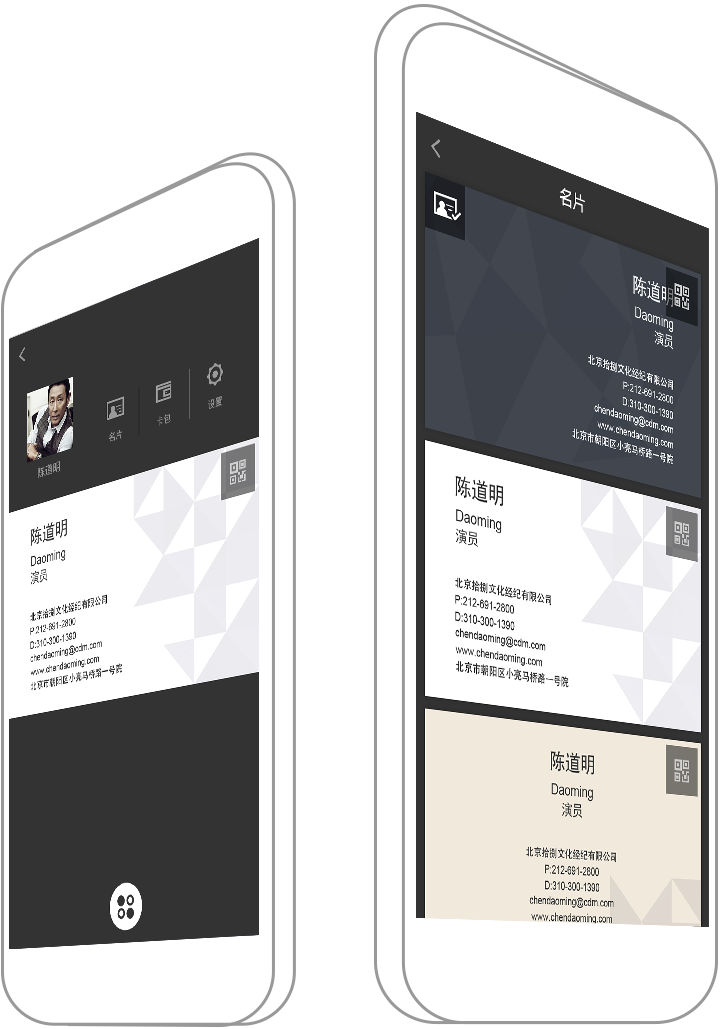 名片
卡包
设置
陈道明
陈道明
Daoming
演员
北京拾捌文化经纪有限公司
P:212-691-2800
D:310-300-1390
chendaoming@cdm.com
www.chendaoming.com
北京市朝阳区小亮马桥路一号院
名片
陈道明
Daoming
演员
北京拾捌文化经纪有限公司
P:212-691-2800
D:310-300-1390
chendaoming@cdm.com
www.chendaoming.com
北京市朝阳区小亮马桥路一号院
陈道明
Daoming
演员
北京拾捌文化经纪有限公司
P:212-691-2800
D:310-300-1390
chendaoming@cdm.com
www.chendaoming.com
北京市朝阳区小亮马桥路一号院
陈道明
Daoming
演员
北京拾捌文化经纪有限公司
P:212-691-2800
D:310-300-1390
chendaoming@cdm.com
www.chendaoming.com